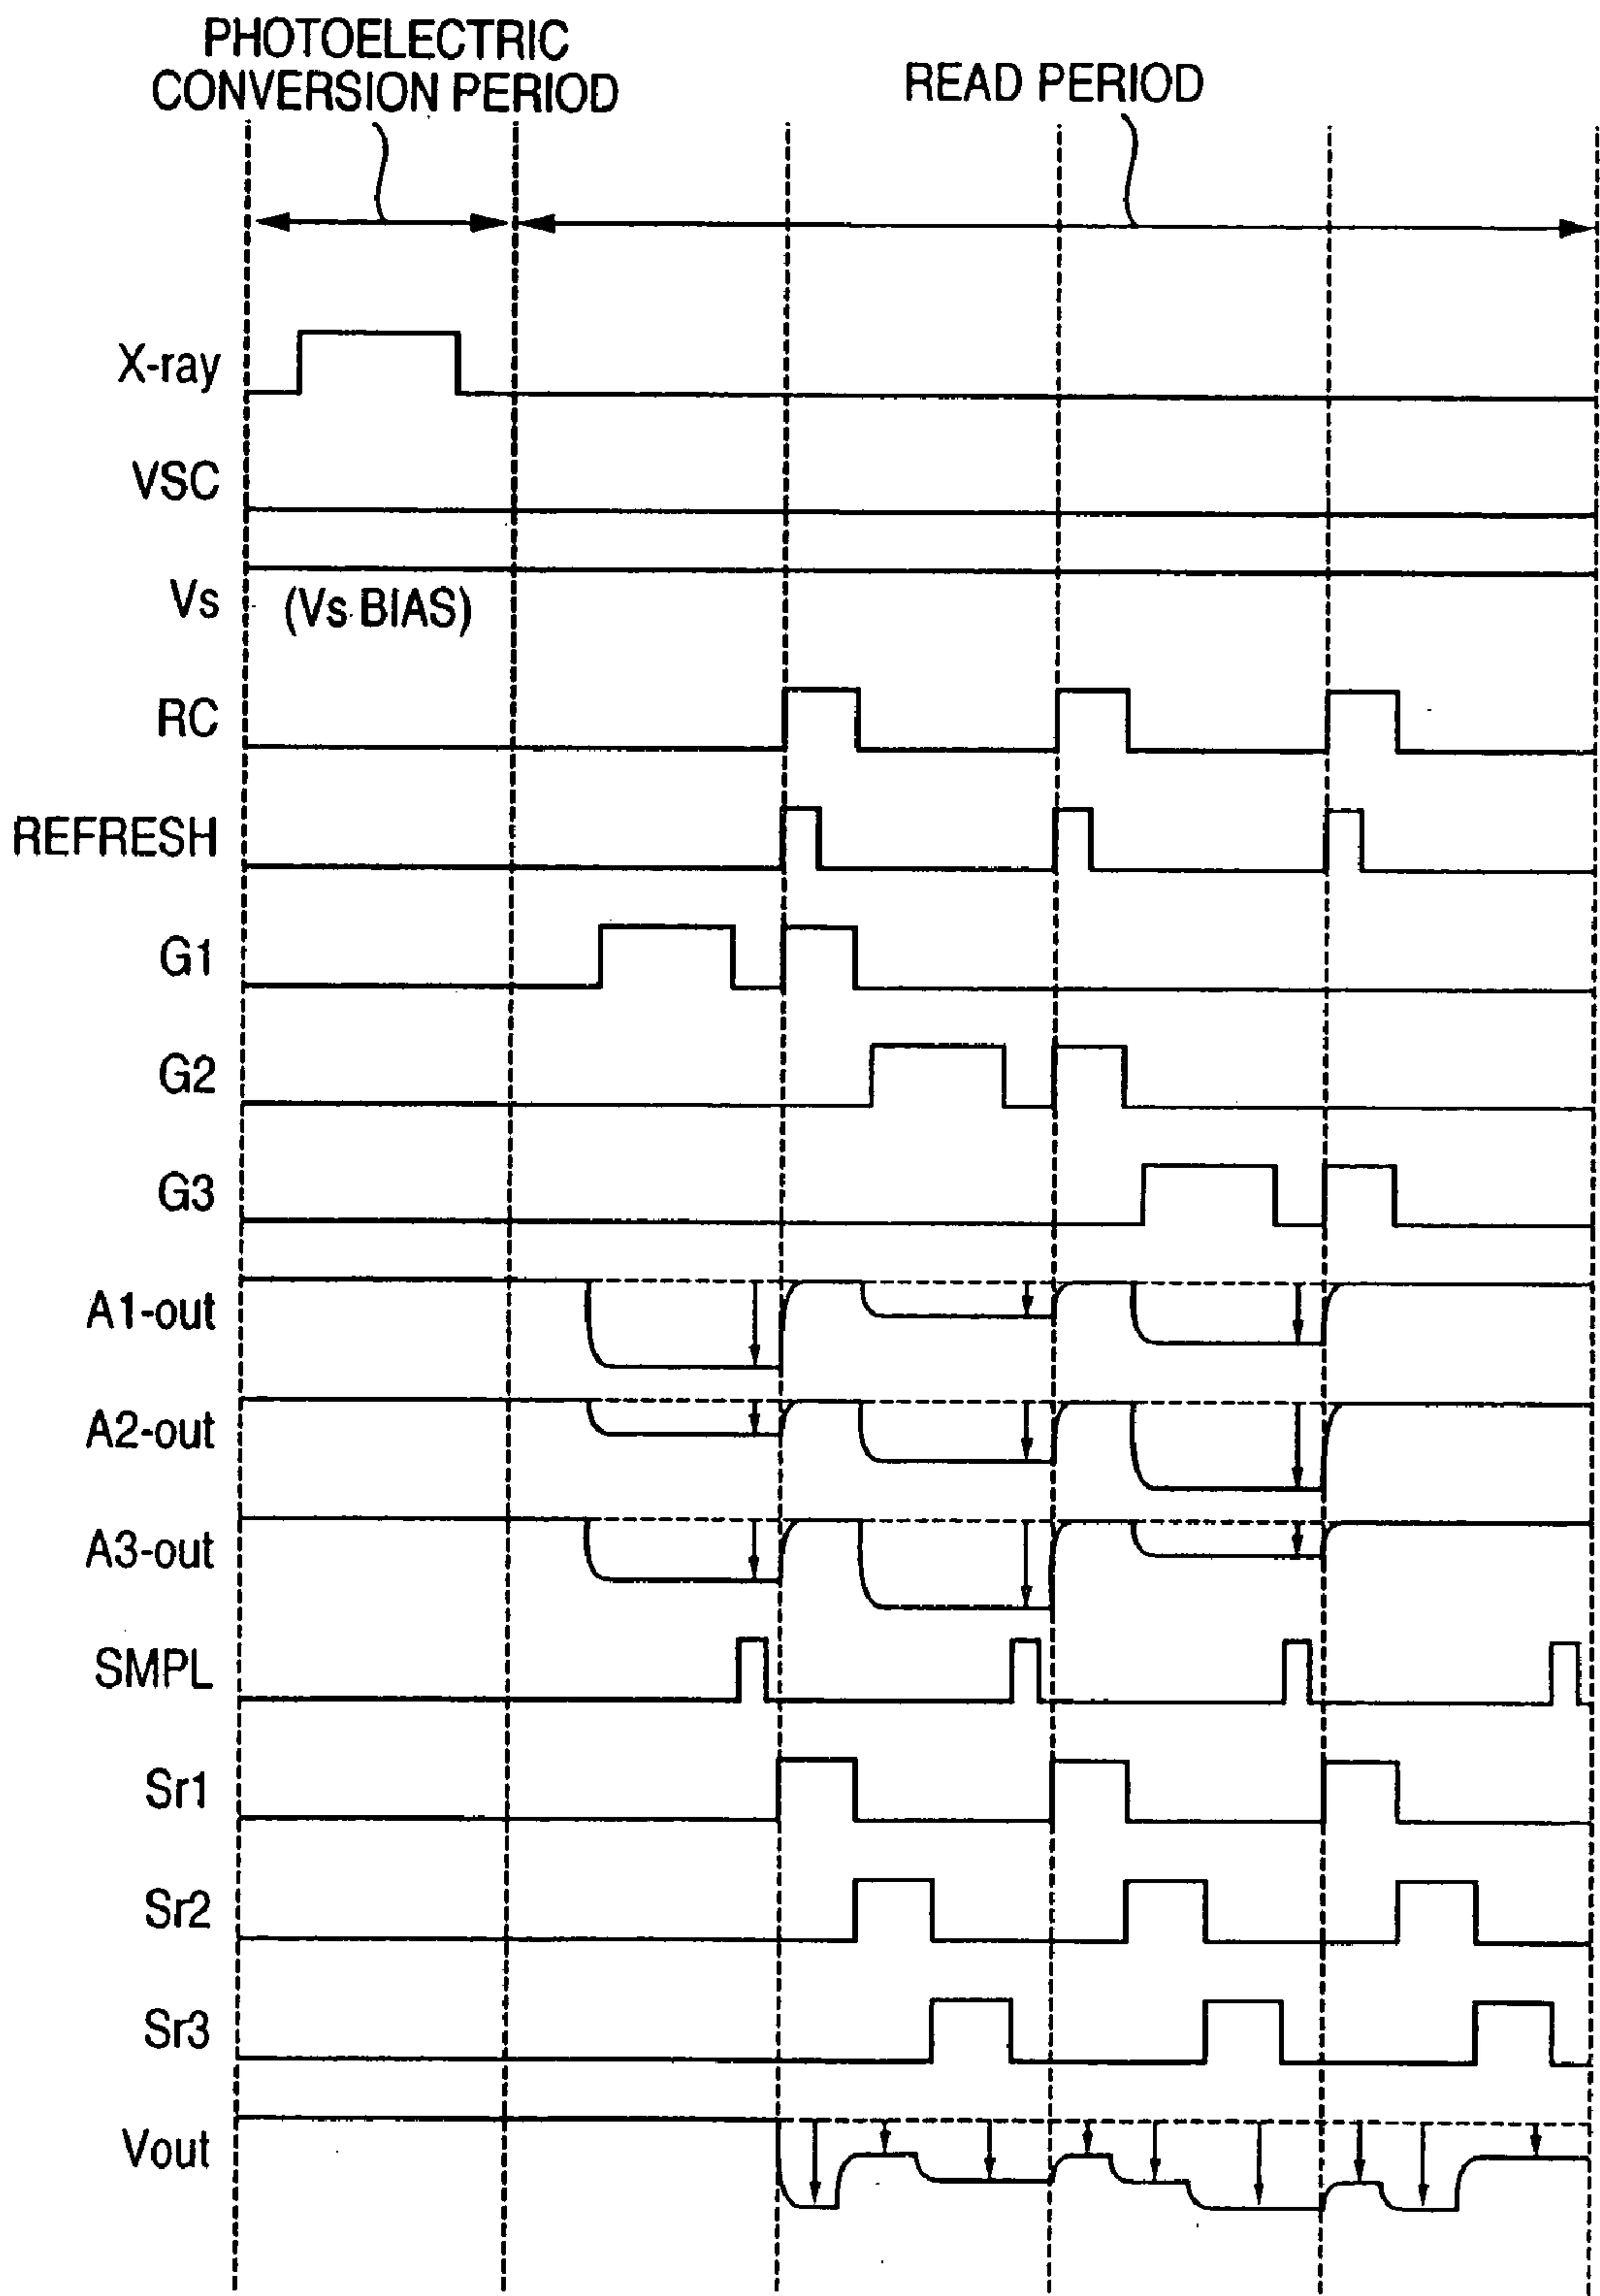 PHOTOELECTRIC
CONVERSION PERIOD
READ PERIOD
X-ray
VSC
Vs
(Vs BIAS)
RC
REFRESH
G1
G2
G3
A1-out
A2-out
A3-out
SMPL
Sr1
Sr2
Sr3
Vout